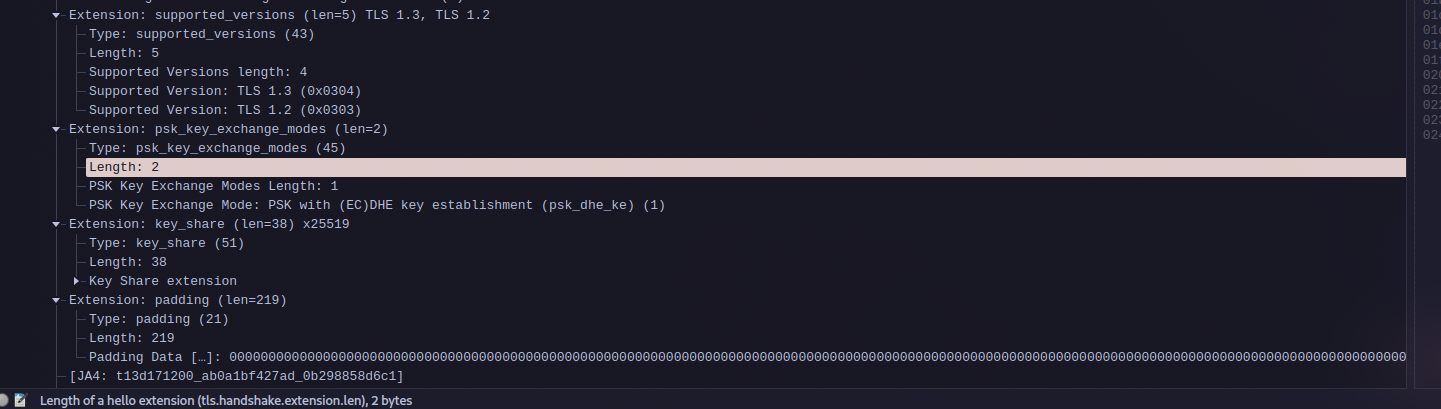 Extension: supported_versions (len=5) TLS 1.3, TLS 1.2
Type: supported_versions (43)
Length: 5
Supported Versions length: 4
Supported Version: TLS 1.3 (0x0304)
Supported Version: TLS 1.2 (0x0303)
Extension: psk_key_exchange_modes (len=2)
Type: psk_key_exchange_modes (45)
Length: 2
PSK Key Exchange Modes Length: 1
PSK Key Exchange Mode: PSK with (EC)DHE key establishment (psk_dhe_ke) (1)
Extension: key_share (len=38) x25519
Type: key_share (51)
Length: 38
Key Share extension
Extension: padding (len=219)
Type: padding (21)
Length: 219
Padding Data […]: 000000000000000000000000000000000000000000000000000000000000000000000000000000000000000000000000000000000000000000000000000000000000000000000000000000
[JA4: t13d171200_ab0a1bf427ad_0b298858d6c1]
Length of a hello extension (tls.handshake.extension.len), 2 bytes